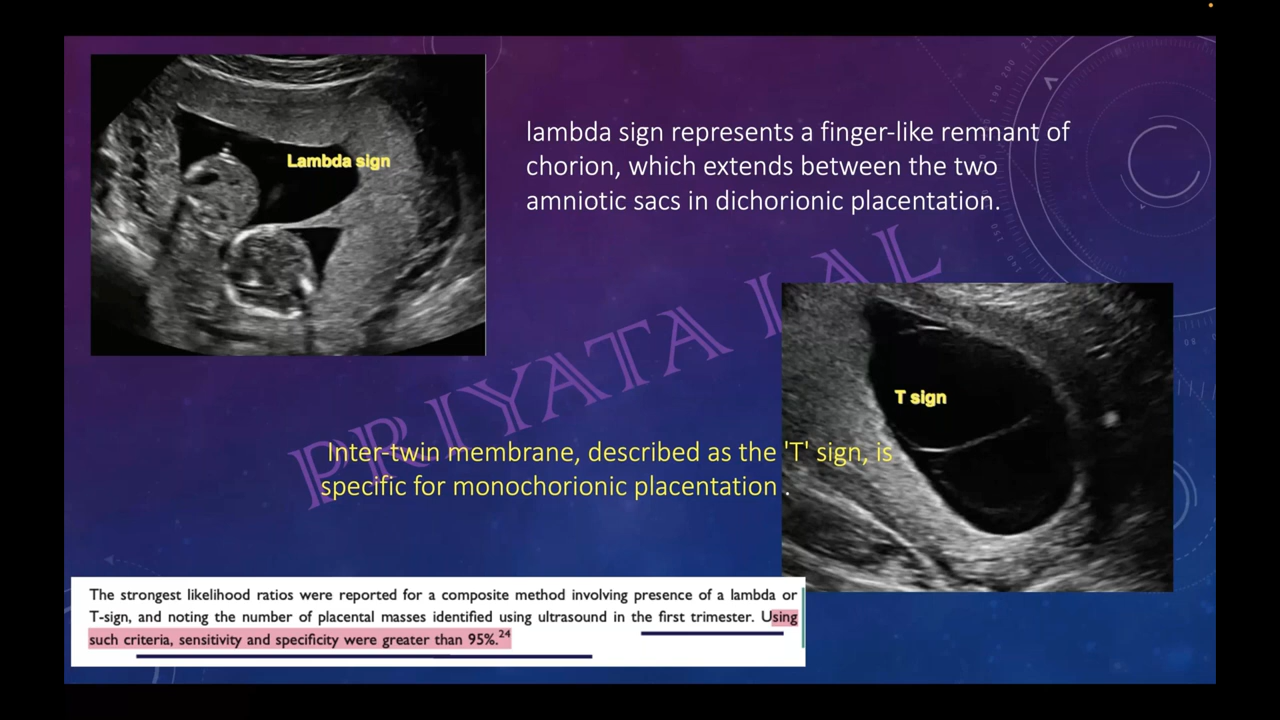 Lambda sign
lambda sign represents a finger-like remnant of
chorion, which extends between the two
amniotic sacs in dichorionic placentation.
PRIYATA LAL
T sign
Inter-twin membrane, described as the 'T' sign, is
specific for monochorionic placentation .
The strongest likelihood ratios were reported for a composite method involving presence of a lambda or
T-sign, and noting the number of placental masses identified using ultrasound in the first trimester. Using
such criteria, sensitivity and specificity were greater than 95%.24